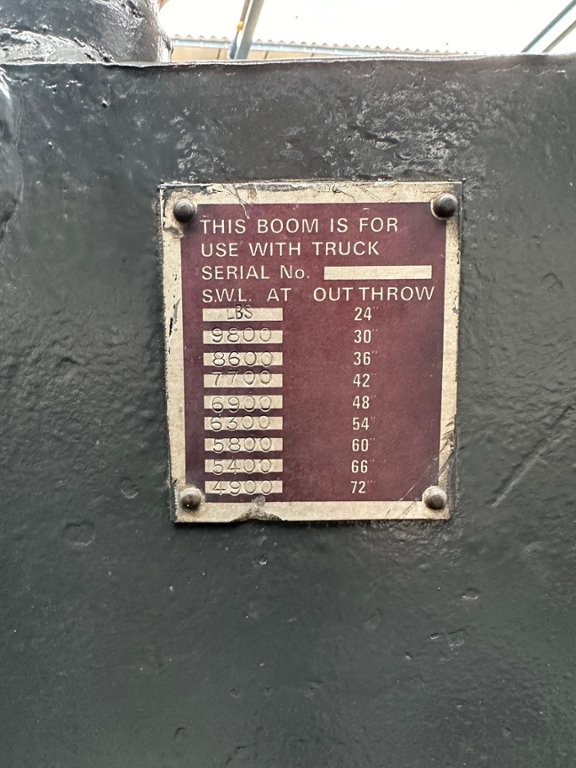 THIS BOOM IS FOR
USE WITH TRUCK
SERIAL No.
S.W.L. AT OUT THROW
LBS 24"
9800 30"
8600 36"
7700 42"
6900 48
6300 54"
5800 60"
5400 66"
4900 72"